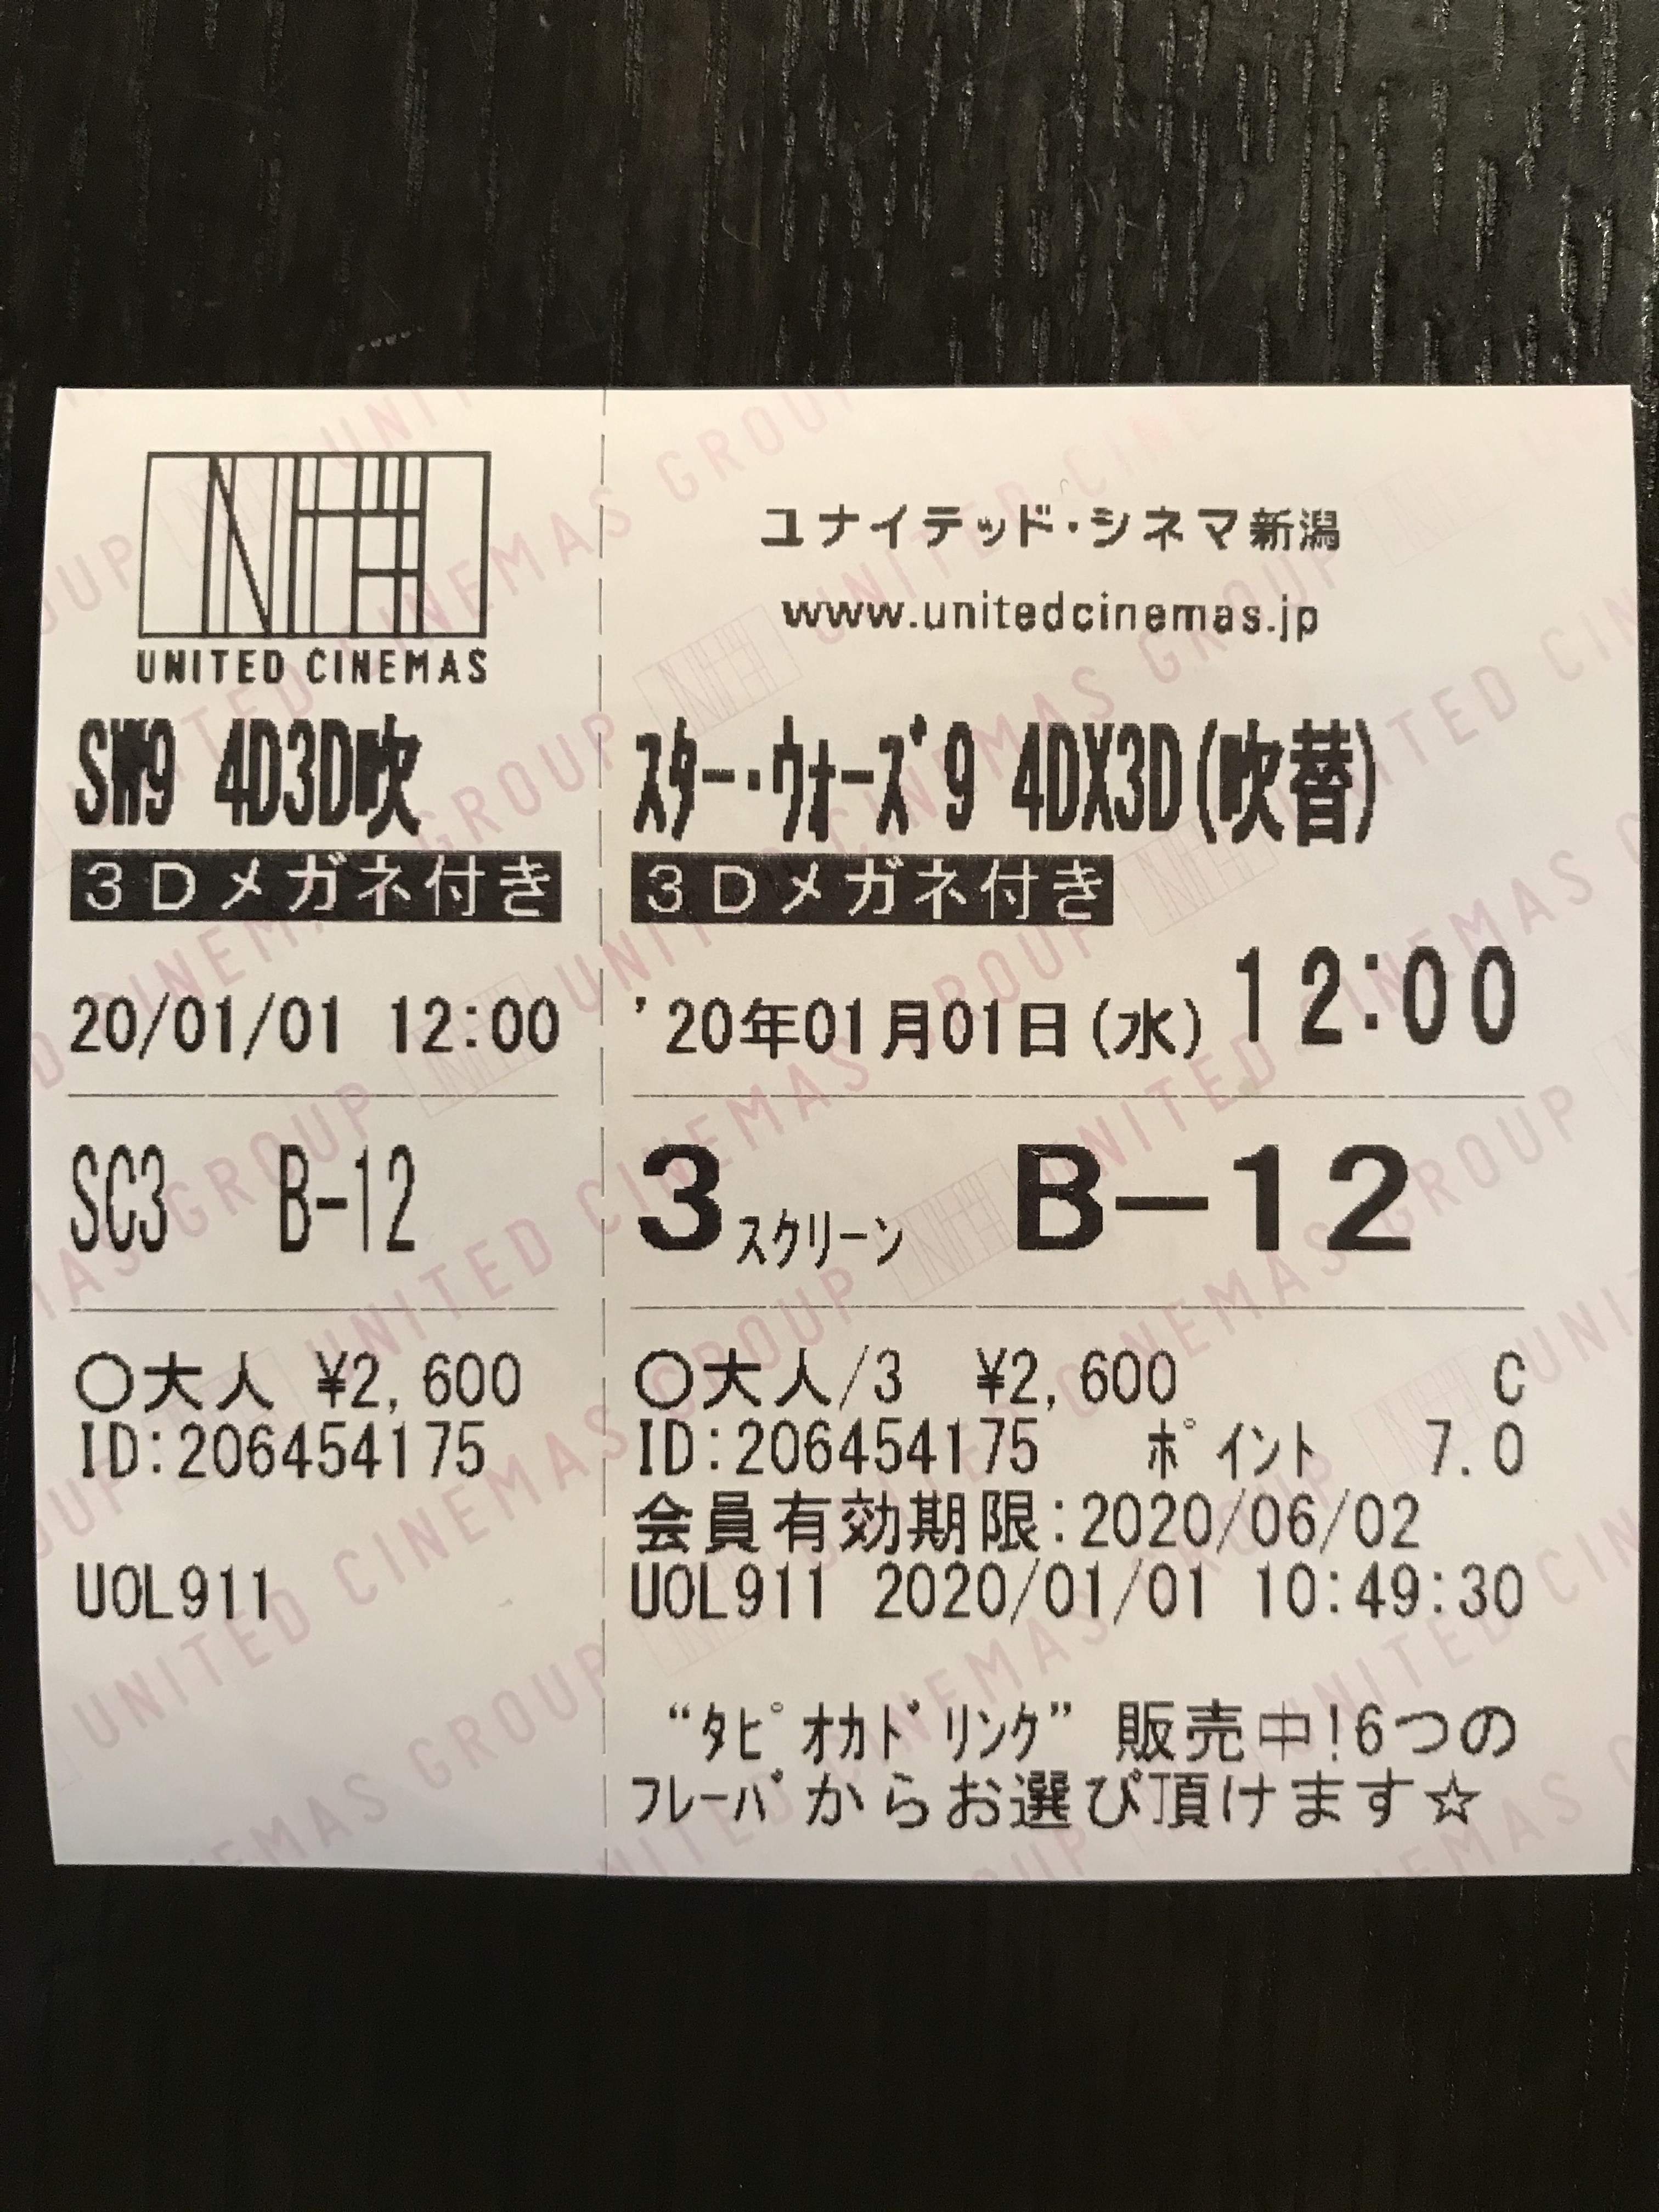 UNITED CINEMAS
SW9 4D3D吹
3Dメガネ付き
20/01/01 12:00
SC3 B-12
○大人 ¥2,600
ID:206454175
UOL911
ユナイテッド・シネマ新潟
www.unitedcinemas.jp
スター・ウォーズ9 4DX3D(吹替)
3Dメガネ付き
'20年01月01日(水) 12:00
3スクリーン B-12
○大人/3 ¥2,600 C
ID:206454175 ポイント 7.0
会員有効期限:2020/06/02
UOL911 2020/01/01 10:49:30
“タピオカドリンク” 販売中!6つの
フレーバからお選び頂けます☆
UNITED CINEMAS GROUP